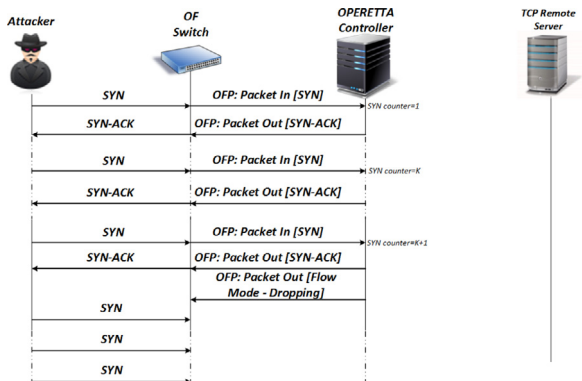 Attacker
OF
Switch
OPERETTA
Controller
TCP Remote
Server
SYN
OFP: Packet In [SYN]
SYN counter=1
SYN-ACK
OFP: Packet Out [SYN-ACK]
SYN
OFP: Packet In [SYN]
SYN counter=K
SYN-ACK
OFP: Packet Out [SYN-ACK]
SYN
OFP: Packet In [SYN]
SYN counter=K+1
SYN-ACK
OFP: Packet Out [SYN-ACK]
OFP: Packet Out [Flow
Mode - Dropping]
SYN
SYN
SYN